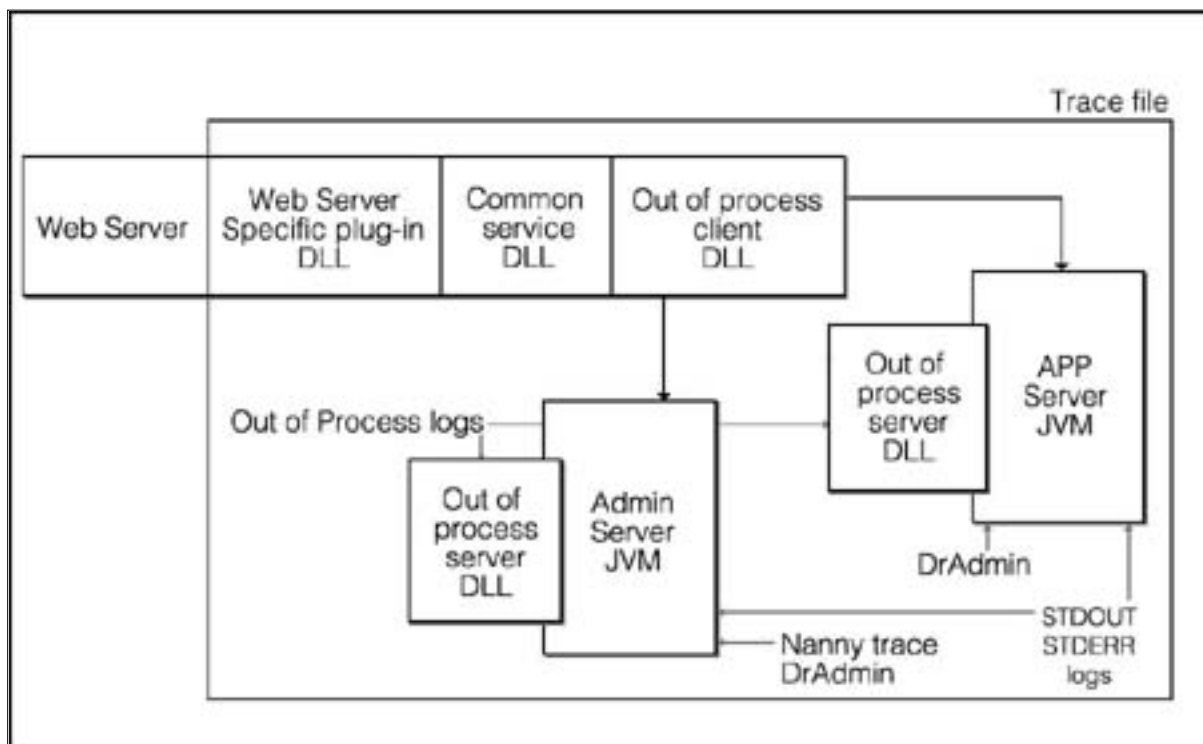 Trace file
Web Server
Web Server
Specific plug-in
DLL
Common
service
DLL
Out of process
client
DLL
Out of
process
server
DLL
APP
Server
JVM
Out of Process logs
Out of
process
server
DLL
Admin
Server
JVM
DrAdmin
Nanny trace
DrAdmin
STDOUT
STDERR
logs